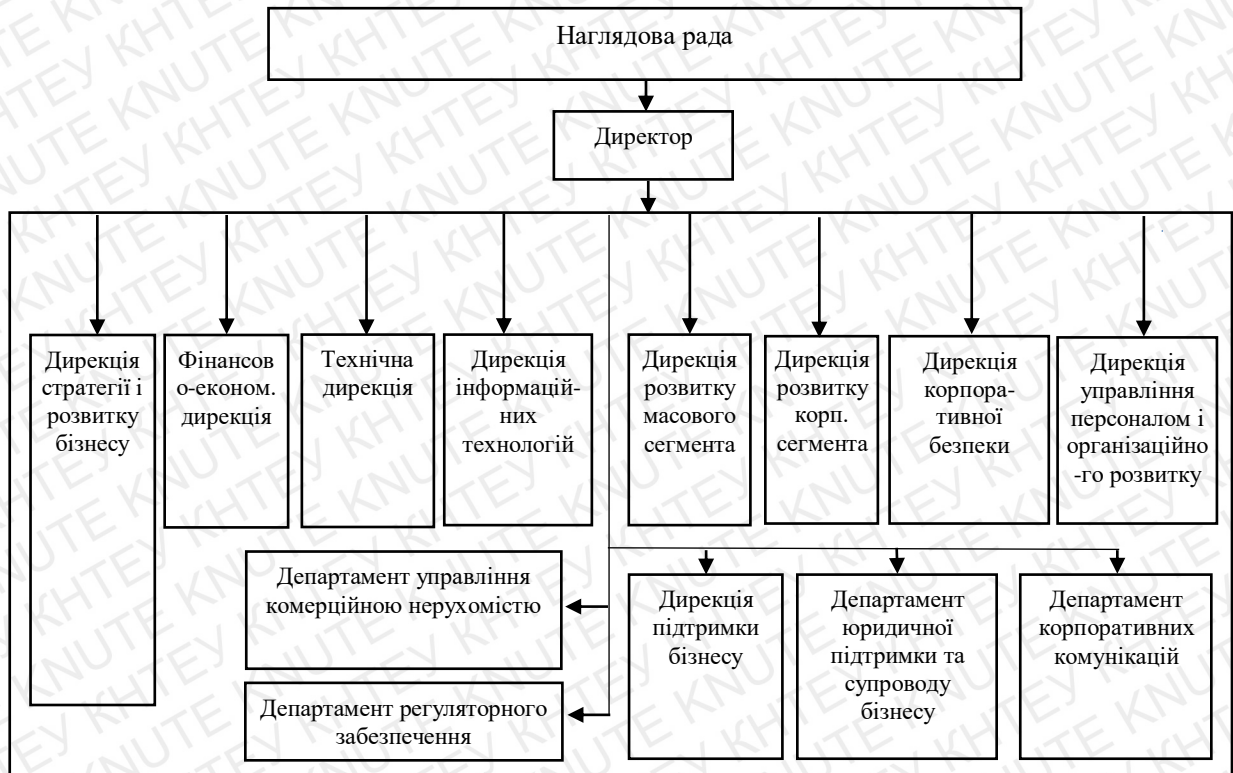 Наглядова рада
Директор
Дирекція
стратегії і
розвитку
бізнесу
Фінансов
о-економ.
дирекція
Технічна
дирекція
Дирекція
інформацій-
них
технологій
Дирекція
розвитку
масового
сегмента
Дирекція
розвитку
корп.
сегмента
Дирекція
корпора-
тивної
безпеки
Дирекція
управління
персоналом і
організаційно
-го розвитку
Департамент управління
комерційною нерухомістю
Департамент регуляторного
забезпечення
Дирекція
підтримки
бізнесу
Департамент
юридичної
підтримки та
супроводу
бізнесу
Департамент
корпоративних
комунікацій
KNUTE КНТЕУ